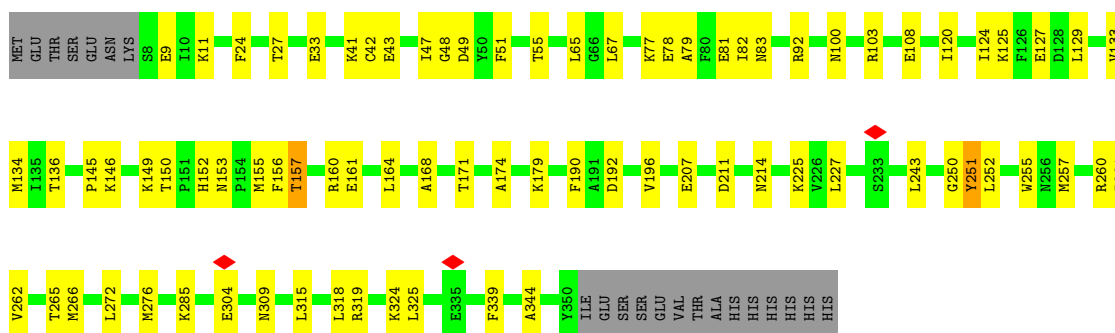 MET GLU THR SER GLU ASN LYS S8 E9 I10 K11 F24 T27 E33 K41 C42 E43 I47 G48 D49 Y50 F51 T55 L65 G66 L67 K77 E78 A79 F80 E81 I82 N83 R92 N100 R103 E108 I120 I124 K125 F126 E127 D128 L129 V133
M134 I135 T136 P145 K146 K149 T150 P151 H152 N153 P154 M155 F156 T157 R160 E161 L164 A168 T171 A174 K179 F190 A191 D192 V196 E207 D211 N214 K225 V226 L227 S233 L243 G250 Y251 L252 W255 N256 M257 R260
V262 T265 M266 L272 M276 K285 E304 N309 L315 L318 R319 K324 L325 E335 F339 A344 Y350 ILE GLU SER SER GLU VAL THR ALA HIS HIS HIS HIS HIS HIS